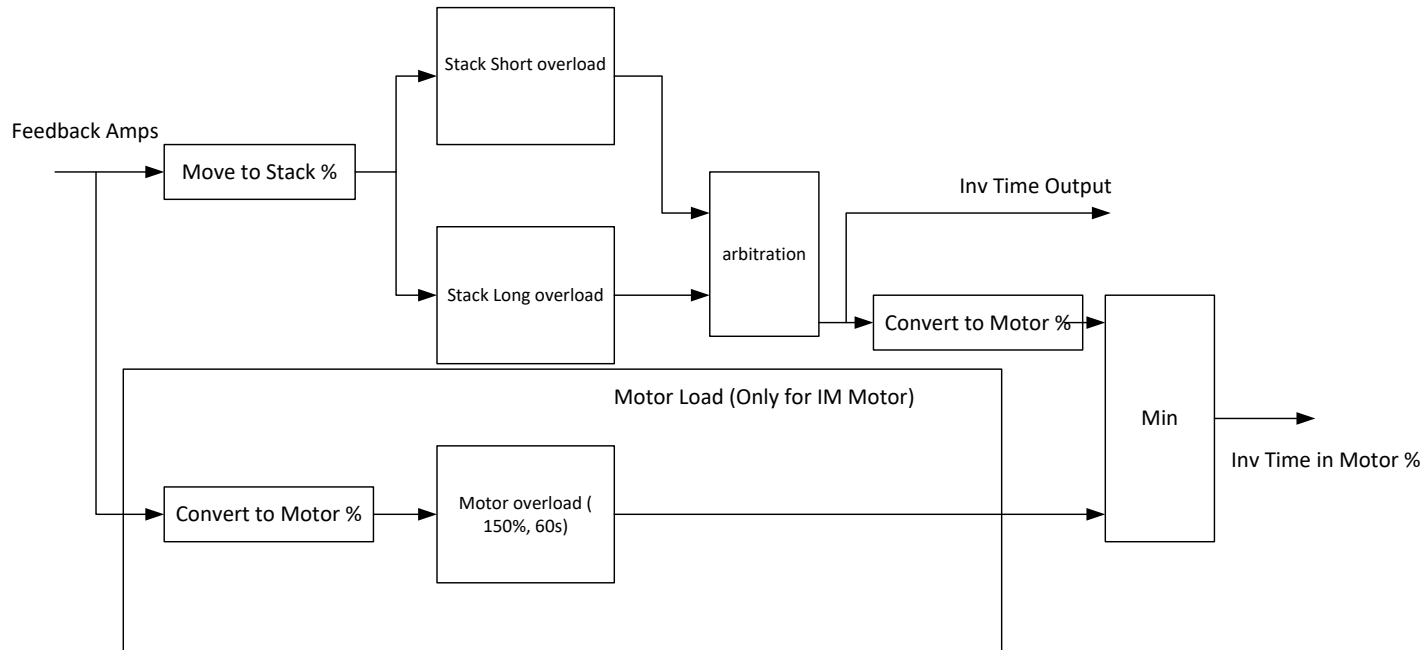 Stack Short overload
Feedback Amps
Move to Stack %
Inv Time Output
arbitration
Stack Long overload
Convert to Motor %
Motor Load (Only for IM Motor)
Min
Inv Time in Motor %
Convert to Motor %
Motor overload (
150%, 60s)